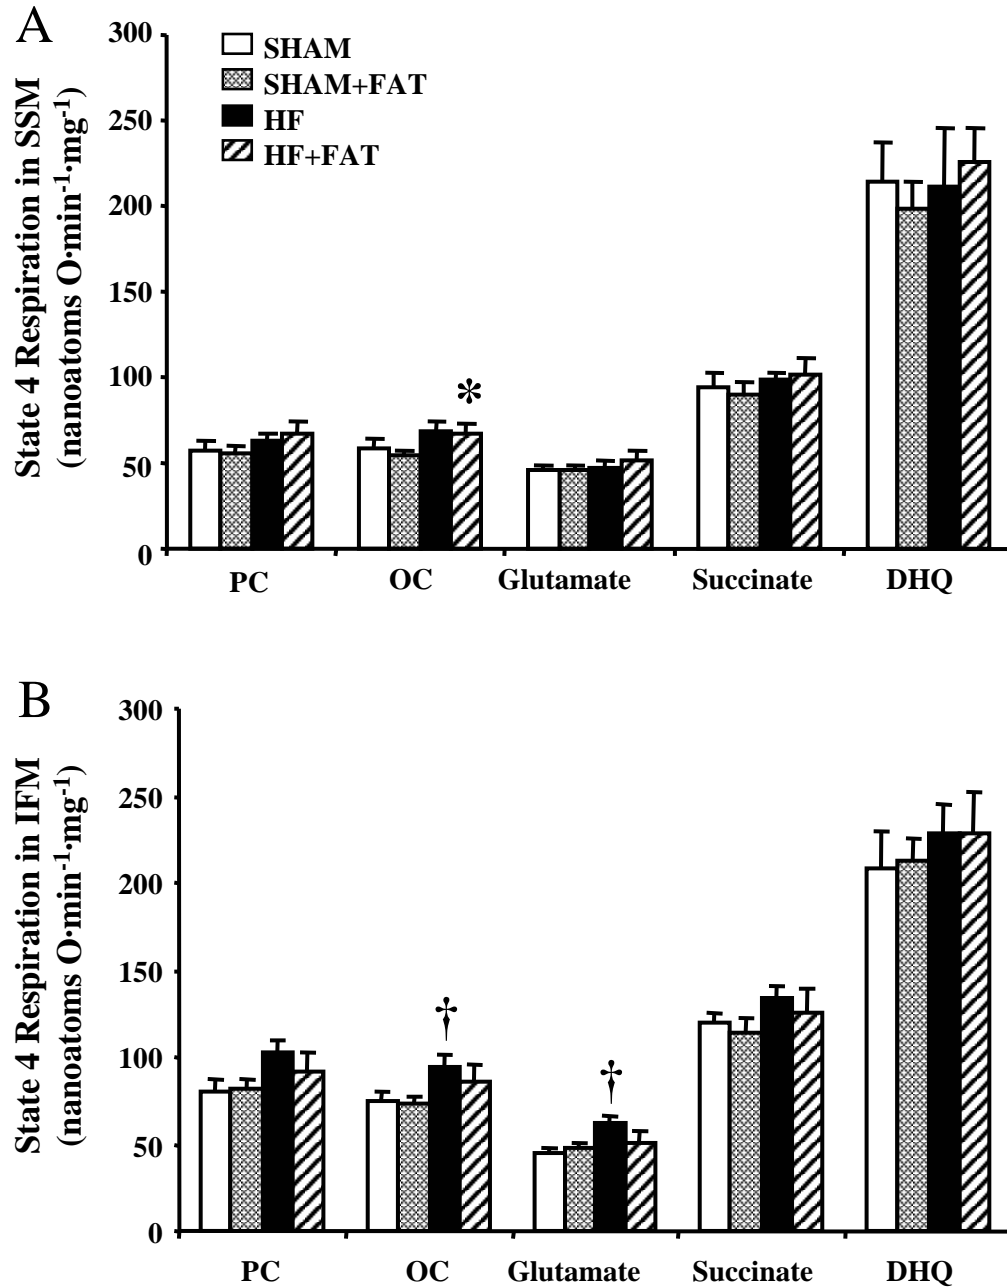 A
State 4 Respiration in SSM
(nanoatoms O·min⁻¹·mg⁻¹)
300
250
200
150
100
50
0
SHAM
SHAM+FAT
HF
HF+FAT
*
PC OC Glutamate Succinate DHQ
B
State 4 Respiration in IFM
(nanoatoms O·min⁻¹·mg⁻¹)
300
250
200
150
100
50
0
†
†
PC OC Glutamate Succinate DHQ